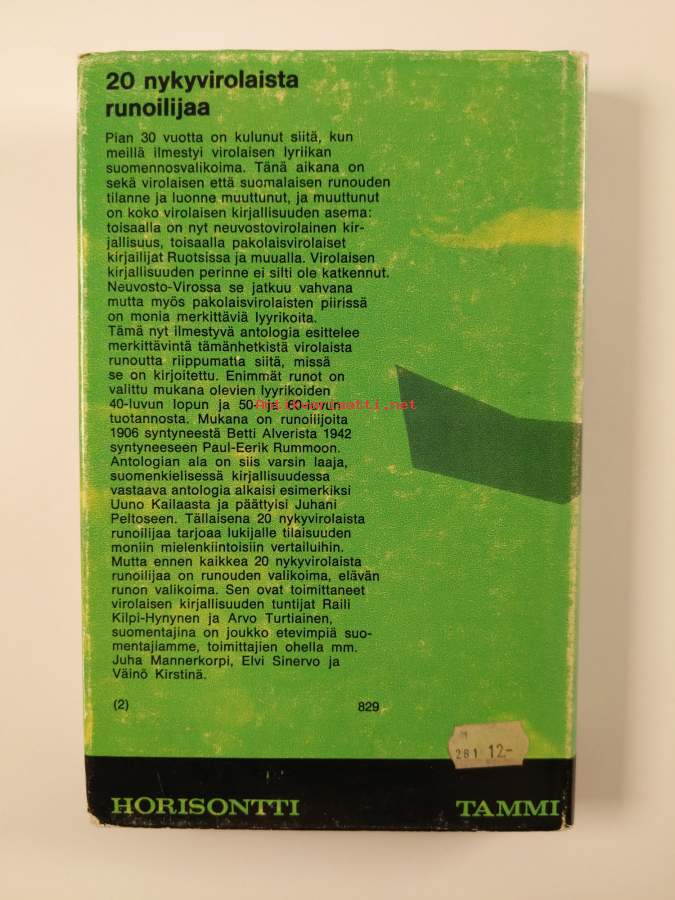 20 nykyvirolaista
runoilijaa
Pian 30 vuotta on kulunut siitä, kun
meillä ilmestyi virolaisen lyriikan
suomennosvalikoima. Tänä aikana on
sekä virolaisen että suomalaisen runouden
tilanne ja luonne muuttunut, ja muuttunut
on koko virolaisen kirjallisuuden asema:
toisaalla on nyt neuvostovirolainen kir-
jallisuus, toisaalla pakolaisvirolaiset
kirjailijat Ruotsissa ja muualla. Virolaisen
kirjallisuuden perinne ei silti ole katkennut.
Neuvosto-Virossa se jatkuu vahvana
mutta myös pakolaisvirolaisten piirissä
on monia merkittäviä lyyrikoita.
Tämä nyt ilmestyvä antologia esittelee
merkittävintä tämänhetkistä virolaista
runoutta riippumatta siitä, missä
se on kirjoitettu. Enimmät runot on
valittu mukana olevien lyyrikoiden
40-luvun lopun ja 50- ja 60-luvun
Antikvariaatti.net
tuotannosta. Mukana on runoilijoita
1906 syntyneestä Betti Alverista 1942
syntyneeseen Paul-Eerik Rummoon.
Antologian ala on siis varsin laaja,
suomenkielisessä kirjallisuudessa
vastaava antologia alkaisi esimerkiksi
Uuno Kailaasta ja päättyisi Juhani
Peltoseen. Tällaisena 20 nykyvirolaista
runoilijaa tarjoaa lukijalle tilaisuuden
moniin mielenkiintoisiin vertailuihin.
Mutta ennen kaikkea 20 nykyvirolaista
runoilijaa on runouden valikoima, elävän
runon valikoima. Sen ovat toimittaneet
virolaisen kirjallisuuden tuntijat Raili
Kilpi-Hynynen ja Arvo Turtiainen,
suomentajina on joukko etevimpiä suo-
mentajiamme, toimittajien ohella mm.
Juha Mannerkorpi, Elvi Sinervo ja
Väinö Kirstinä.
(2) 829
281 12-
HORISONTTI TAMMI